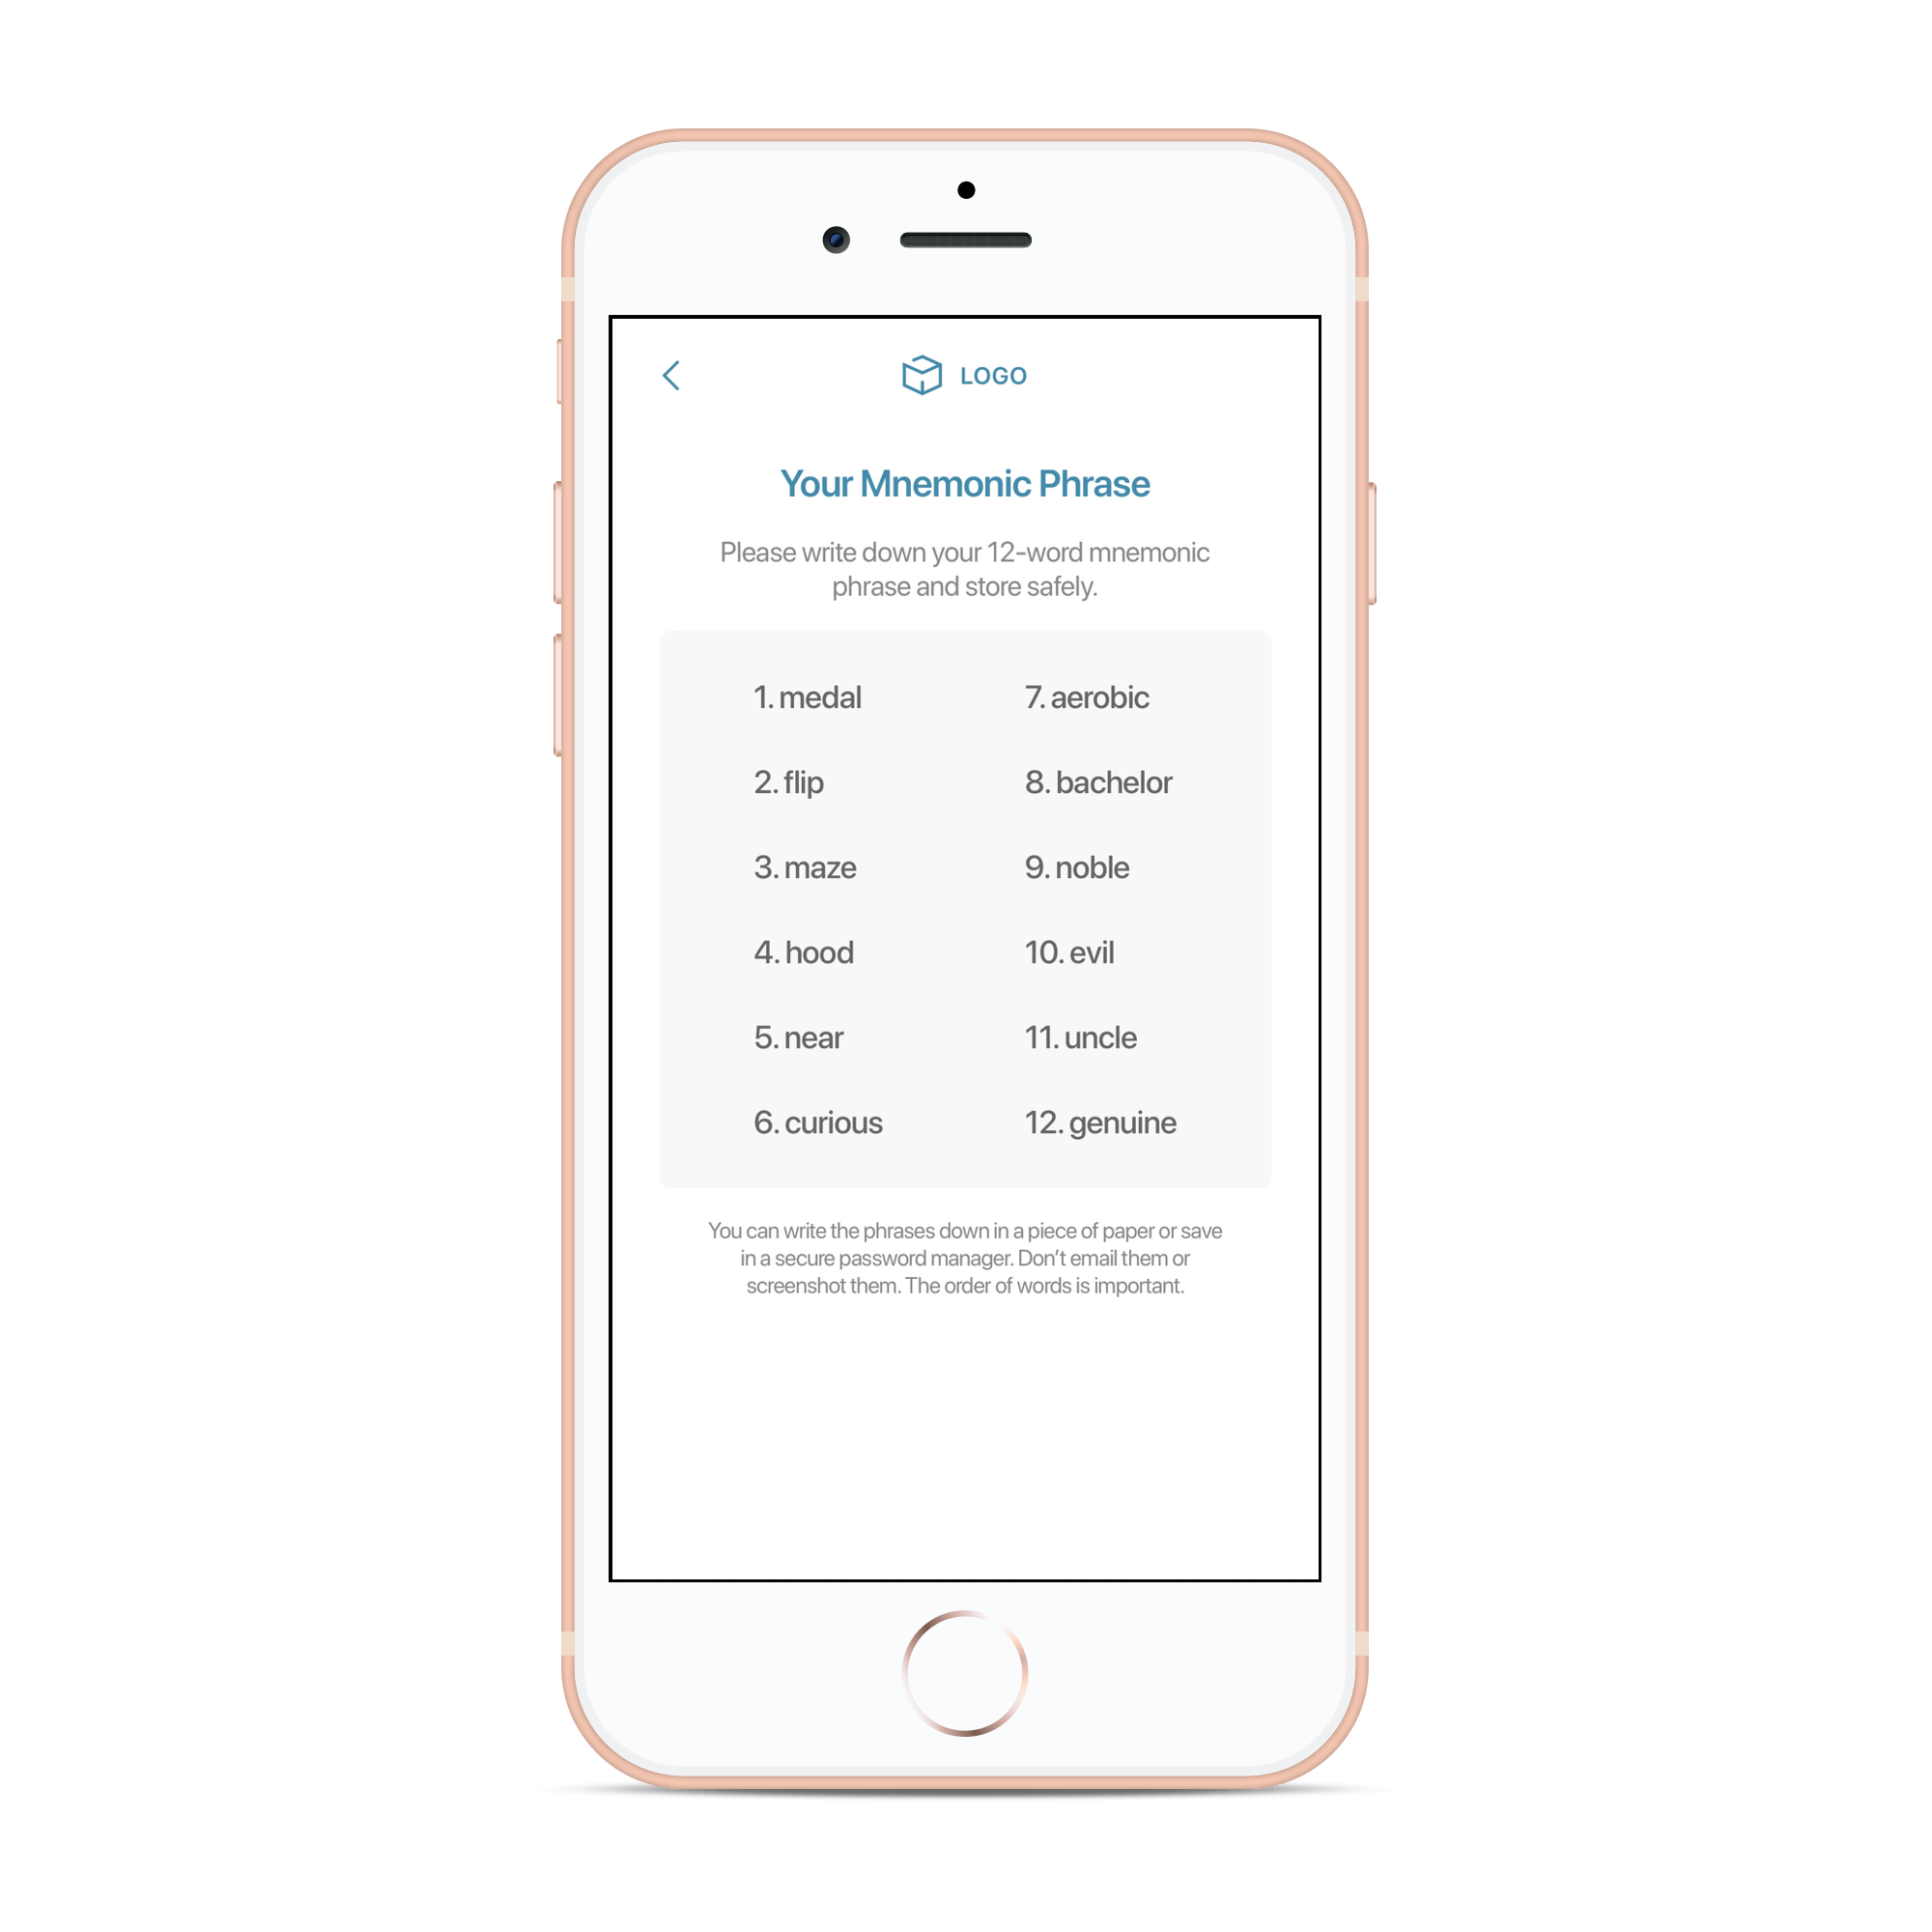 LOGO
Your Mnemonic Phrase
Please write down your 12-word mnemonic
phrase and store safely.
1. medal
2. flip
3. maze
4. hood
5. near
6. curious
7. aerobic
8. bachelor
9. noble
10. evil
11. uncle
12. genuine
You can write the phrases down in a piece of paper or save
in a secure password manager. Don’t email them or
screenshot them. The order of words is important.